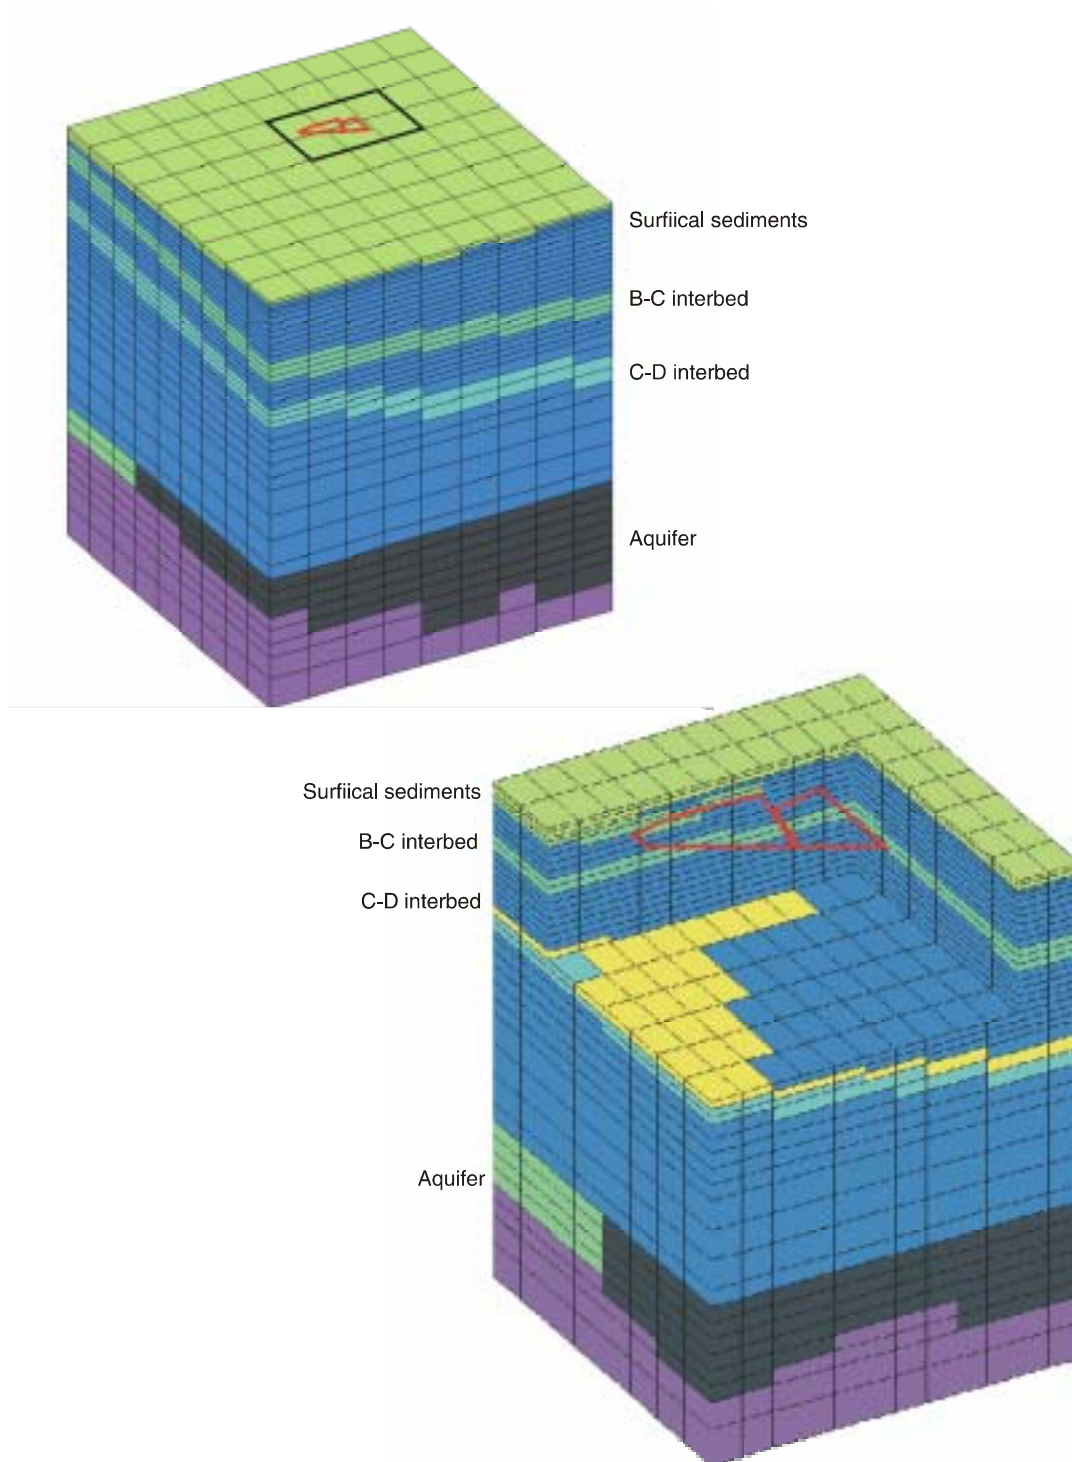 Surfiical sediments
B-C interbed
C-D interbed
Aquifer
Surfiical sediments
B-C interbed
C-D interbed
Aquifer